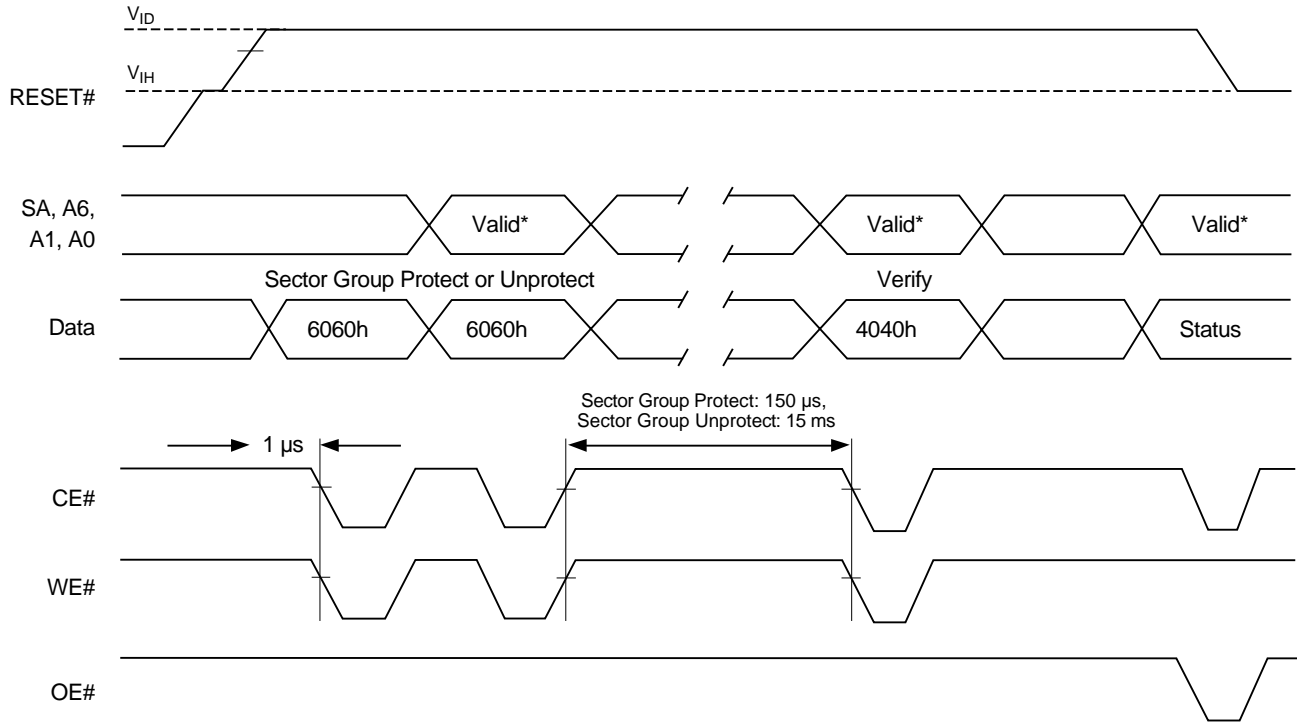 VID
VIH
RESET#
SA, A6,
A1, A0
Valid*
Valid*
Valid*
Sector Group Protect or Unprotect
Verify
Data
6060h
6060h
4040h
Status
Sector Group Protect: 150 µs,
Sector Group Unprotect: 15 ms
1 µs
CE#
WE#
OE#